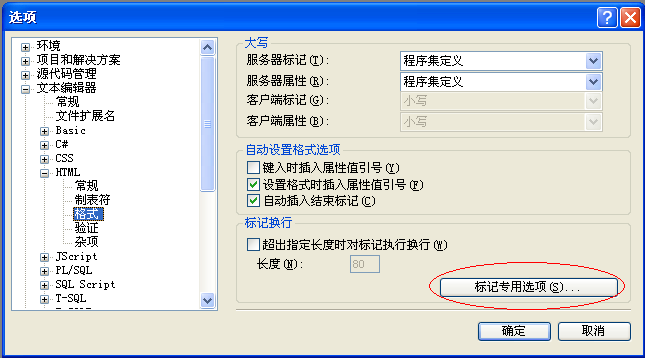 选项
环境
项目和解决方案
源代码管理
文本编辑器
常规
文件扩展名
Basic
C#
CSS
HTML
常规
制表符
格式
验证
杂项
JScript
PL/SQL
SQL Script
T-SQL
大写
服务器标记(T): 程序集定义
服务器属性(R): 程序集定义
客户端标记(G): 小写
客户端属性(B): 小写
自动设置格式选项
键入时插入属性值引号(Y)
设置格式时插入属性值引号(F)
自动插入结束标记(C)
标记换行
超出指定长度时对标记执行换行(W)
长度(N): 80
标记专用选项(S)...
确定 取消